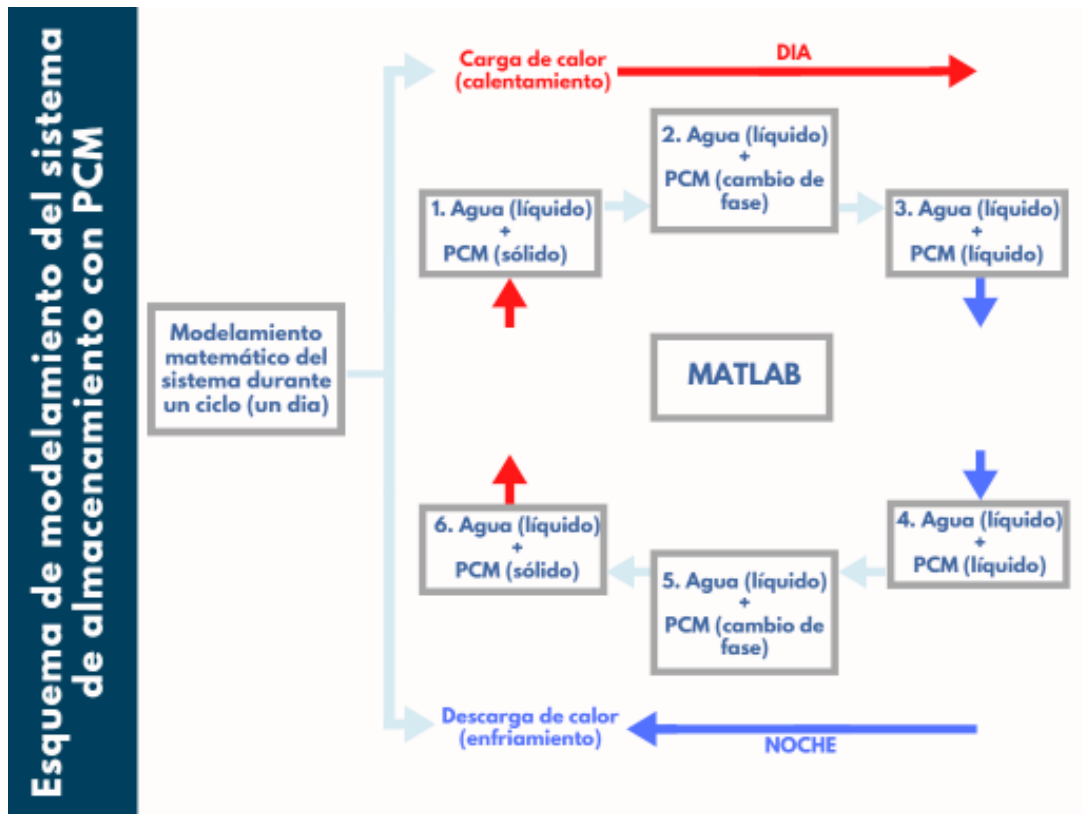 Esquema de modelamiento del sistema
de almacenamiento con PCM
Carga de calor
(calentamiento)
DIA
1. Agua (líquido)
+
PCM (sólido)
2. Agua (líquido)
+
PCM (cambio de
fase)
3. Agua (líquido)
+
PCM (líquido)
Modelamiento
matemático del
sistema durante
un ciclo (un dia)
MATLAB
6. Agua (líquido)
+
PCM (sólido)
5. Agua (líquido)
+
PCM (cambio de
fase)
4. Agua (líquido)
+
PCM (líquido)
Descarga de calor
(enfriamiento)
NOCHE